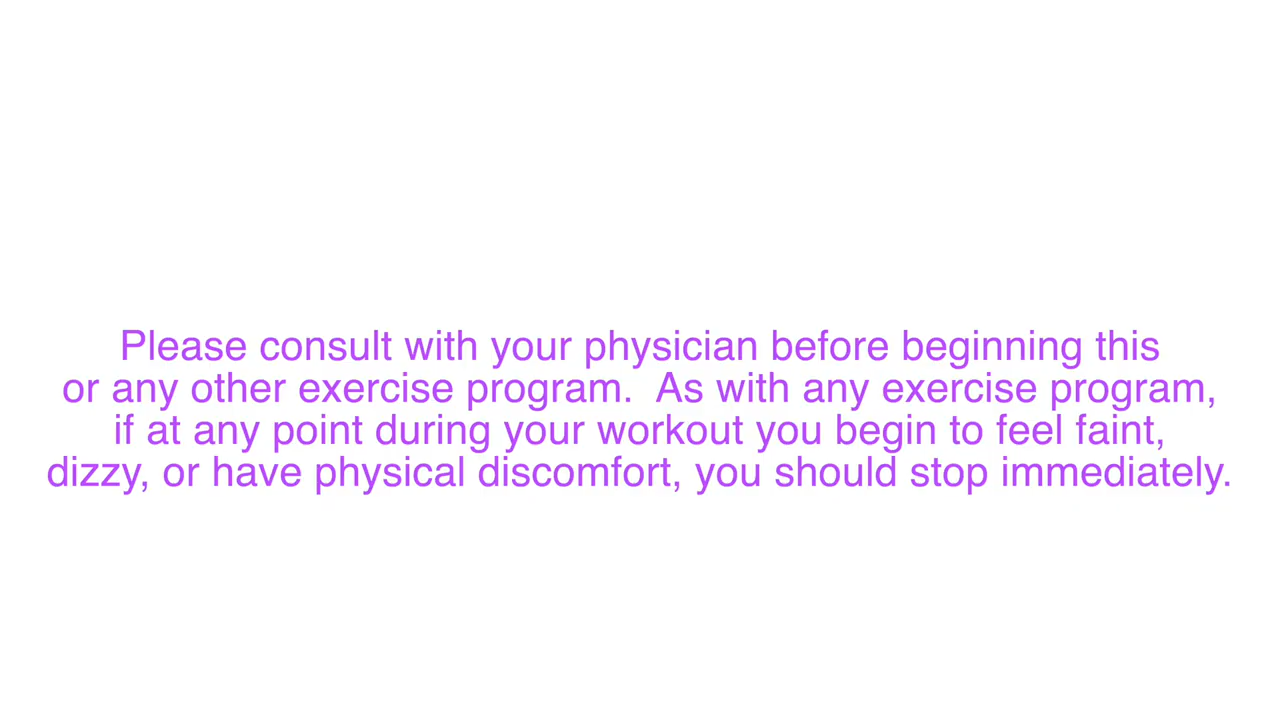 Please consult with your physician before beginning this
or any other exercise program.  As with any exercise program,
if at any point during your workout you begin to feel faint,
dizzy, or have physical discomfort, you should stop immediately.